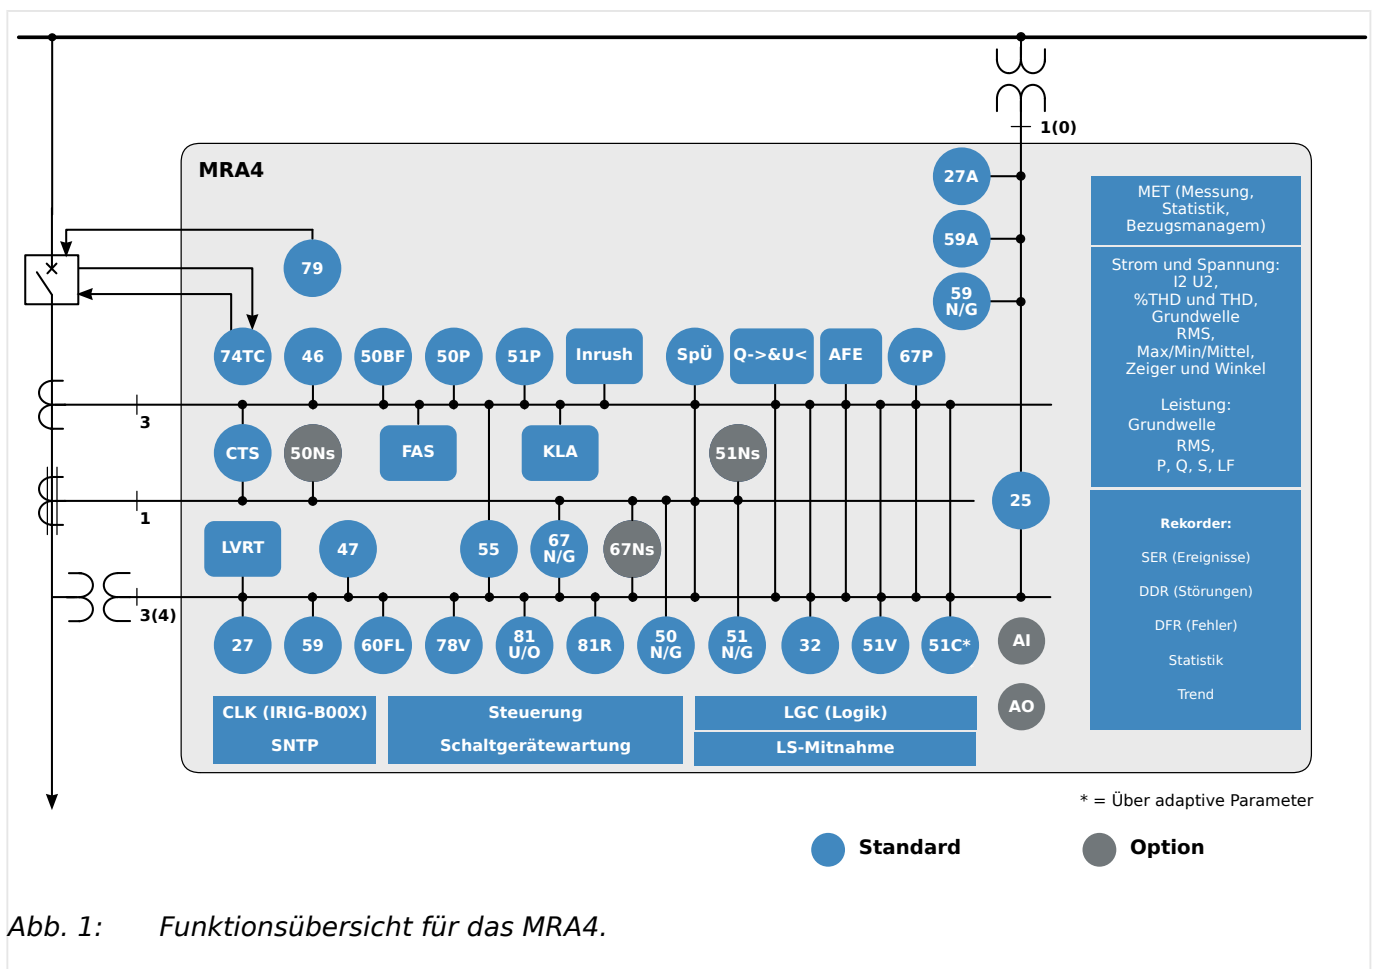 1(0)
MRA4
27A
59A
59
N/G
79
MET (Messung,
Statistik,
Bezugsmanagem)
Strom und Spannung:
I2 U2,
%THD und THD,
Grundwelle
RMS,
Max/Min/Mittel,
Zeiger und Winkel
Leistung:
Grundwelle
RMS,
P, Q, S, LF
Rekorder:
SER (Ereignisse)
DDR (Störungen)
DFR (Fehler)
Statistik
Trend
74TC
46
50BF
50P
51P
Inrush
SpÜ
Q->&U<
AFE
67P
3
CTS
50Ns
FAS
KLA
51Ns
25
1
LVRT
47
55
67
N/G
67Ns
3(4)
27
59
60FL
78V
81
U/O
81R
50
N/G
51
N/G
32
51V
51C*
AI
AO
CLK (IRIG-B00X)
SNTP
Steuerung
Schaltgerätewartung
LGC (Logik)
LS-Mitnahme
* = Über adaptive Parameter
Standard
Option
Abb. 1: Funktionsübersicht für das MRA4.